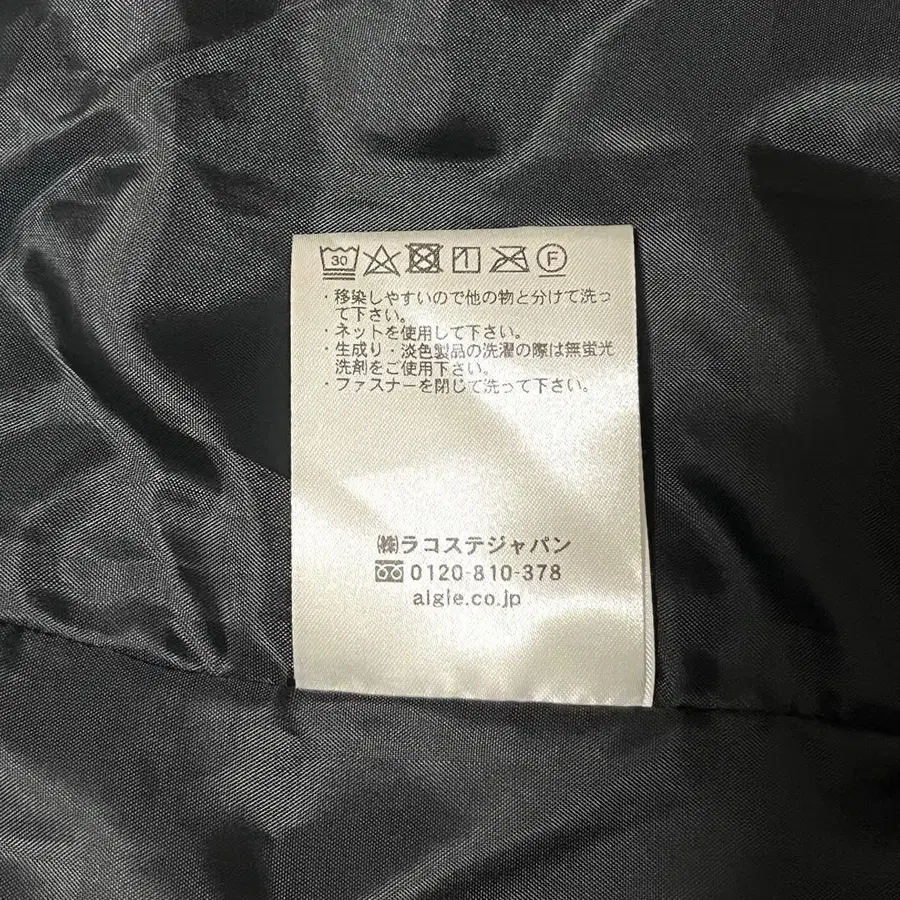 30 F
・移染しやすいので他の物と分けて洗っ
て下さい。
・ネットを使用して下さい。
・生成り・淡色製品の洗濯の際は無蛍光
洗剤をご使用下さい。
・ファスナーを閉じて洗って下さい。
㈱ラコステジャパン
0120-810-378
aigle.co.jp